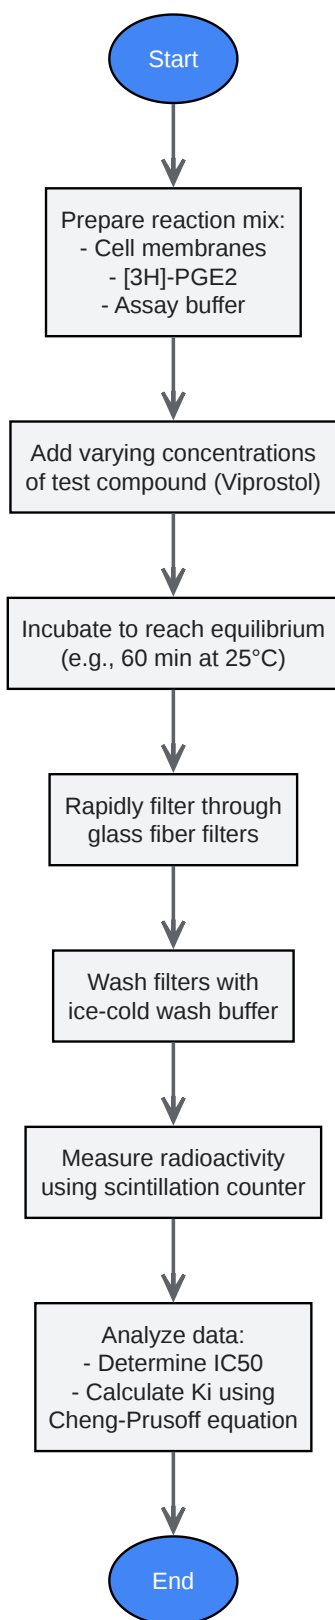 Start
Prepare reaction mix:
- Cell membranes
- [3H]-PGE2
- Assay buffer
Add varying concentrations
of test compound (Viprostol)
Incubate to reach equilibrium
(e.g., 60 min at 25°C)
Rapidly filter through
glass fiber filters
Wash filters with
ice-cold wash buffer
Measure radioactivity
using scintillation counter
Analyze data:
- Determine IC50
- Calculate Ki using
Cheng-Prusoff equation
End